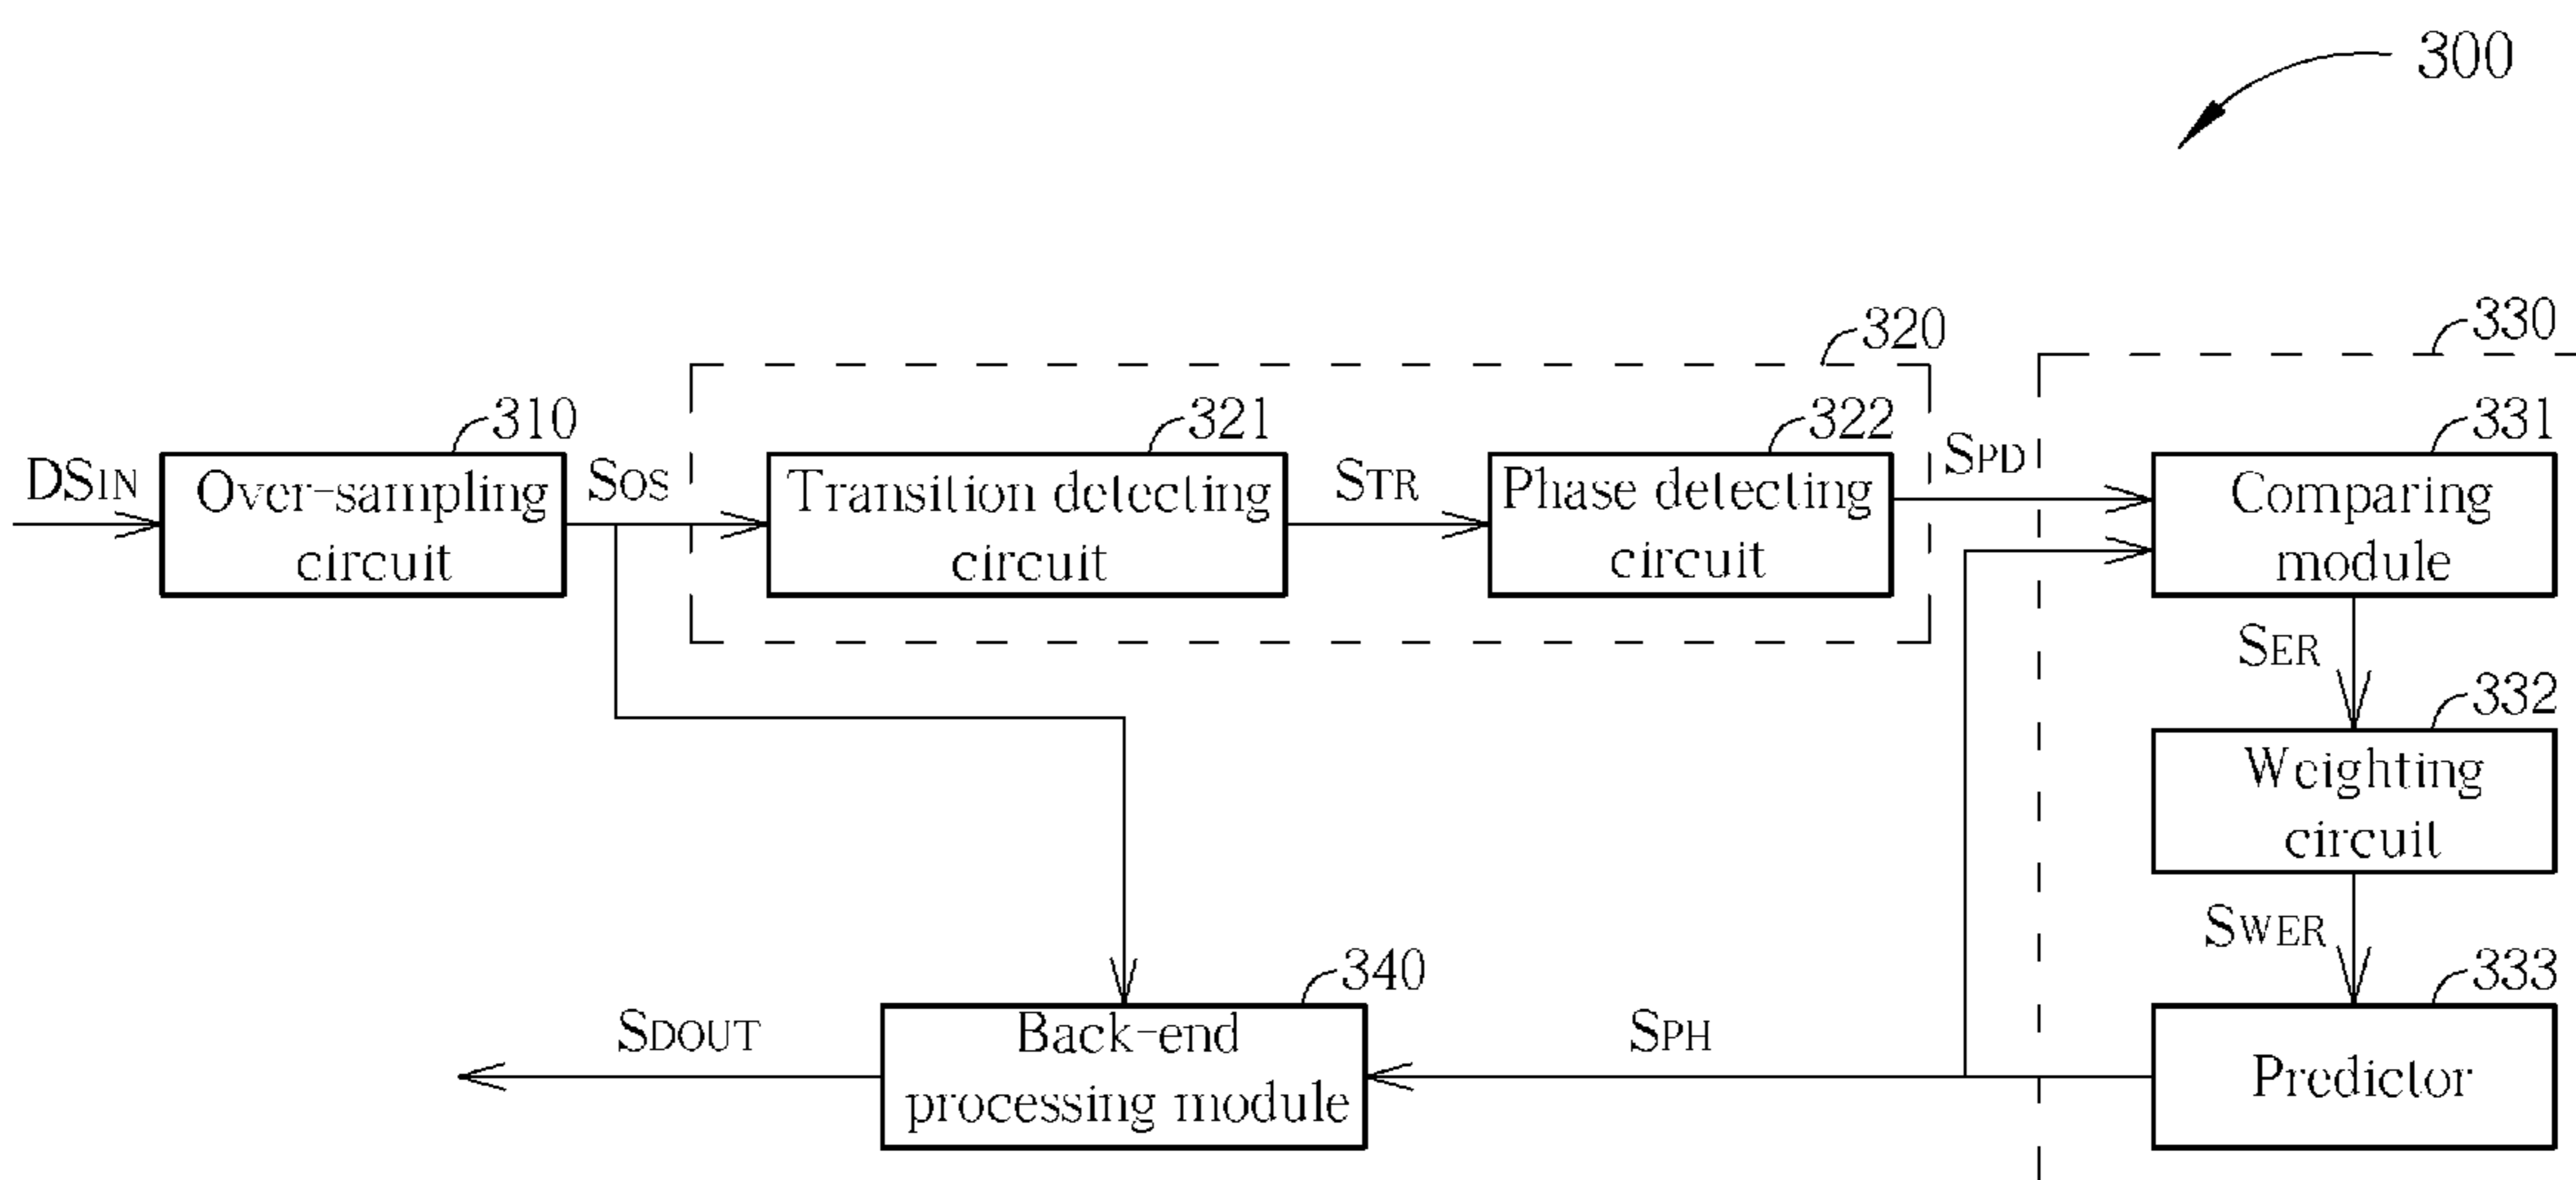 300
320
330
310
321
322
331
DSIN
Over-sampling
circuit
SOS
Transition detecting
circuit
STR
Phase detecting
circuit
SPD
Comparing
module
SER
332
Weighting
circuit
SWER
333
Predictor
SPH
340
Back-end
processing module
SDOUT